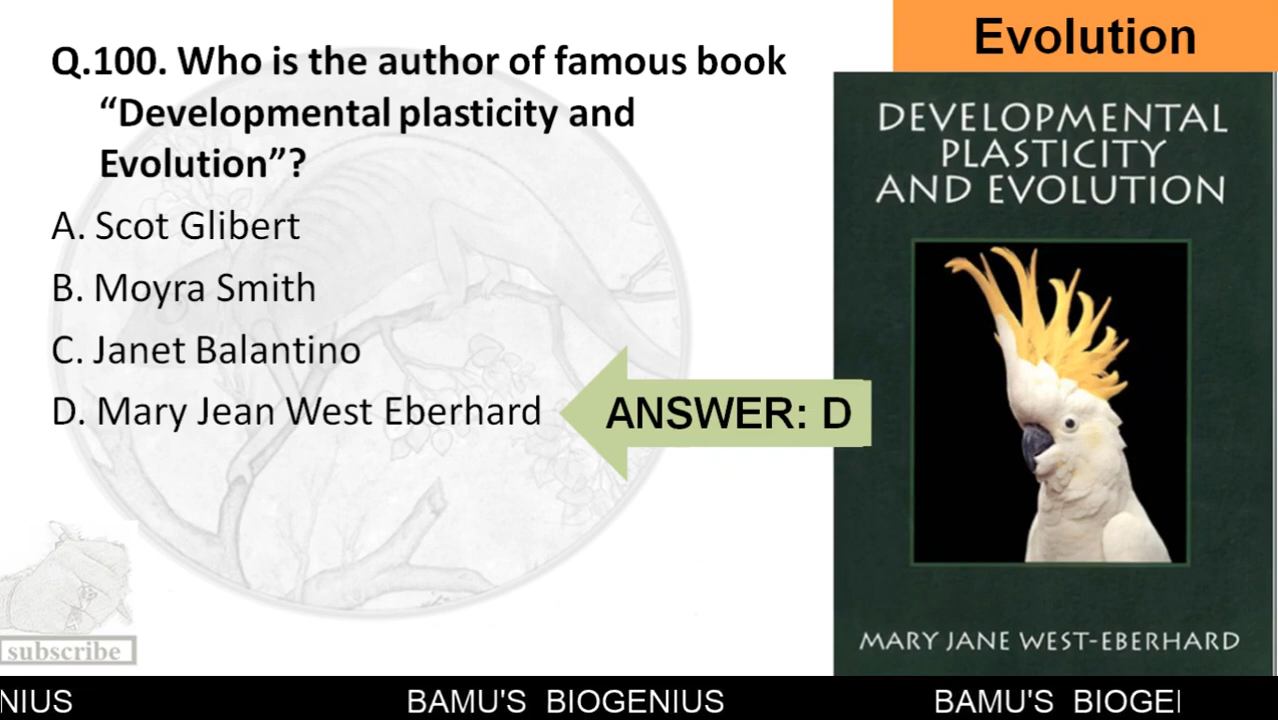 Evolution
Q.100. Who is the author of famous book
“Developmental plasticity and
Evolution”?
A. Scot Glibert
B. Moyra Smith
C. Janet Balantino
D. Mary Jean West Eberhard
ANSWER: D
DEVELOPMENTAL
PLASTICITY
AND EVOLUTION
MARY JANE WEST-EBERHARD
subscribe
NIUS BAMU'S BIOGENIUS BAMU'S BIOGEI